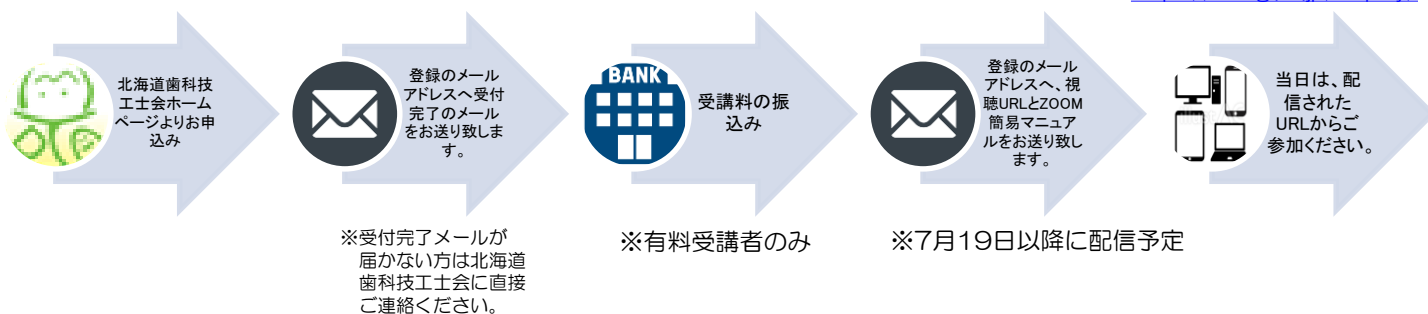 北海道歯科技
工士会ホーム
ページよりお申
込み
登録のメール
アドレスへ受付
完了のメール
をお送り致しま
す。
BANK
受講料の振
込み
登録のメール
アドレスへ、視
聴URLとZOOM
簡易マニュア
ルをお送り致し
ます。
当日は、配
信された
URLからご
参加ください。
※受付完了メールが
届かない方は北海道
歯科技工士会に直接
ご連絡ください。
※有料受講者のみ
※7月19日以降に配信予定